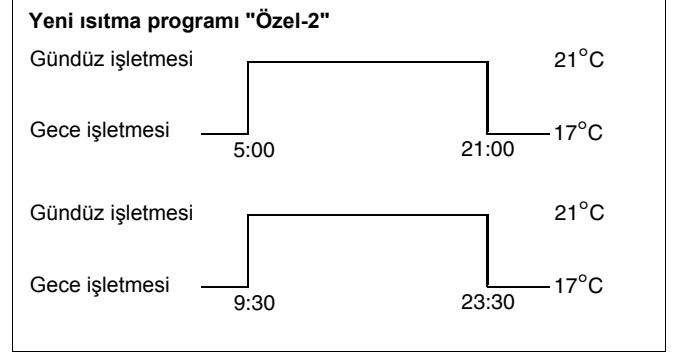 Yeni ısıtma programı "Özel-2"
Gündüz işletmesi 21°C
Gece işletmesi 17°C
5:00 21:00
Gündüz işletmesi 21°C
Gece işletmesi 17°C
9:30 23:30